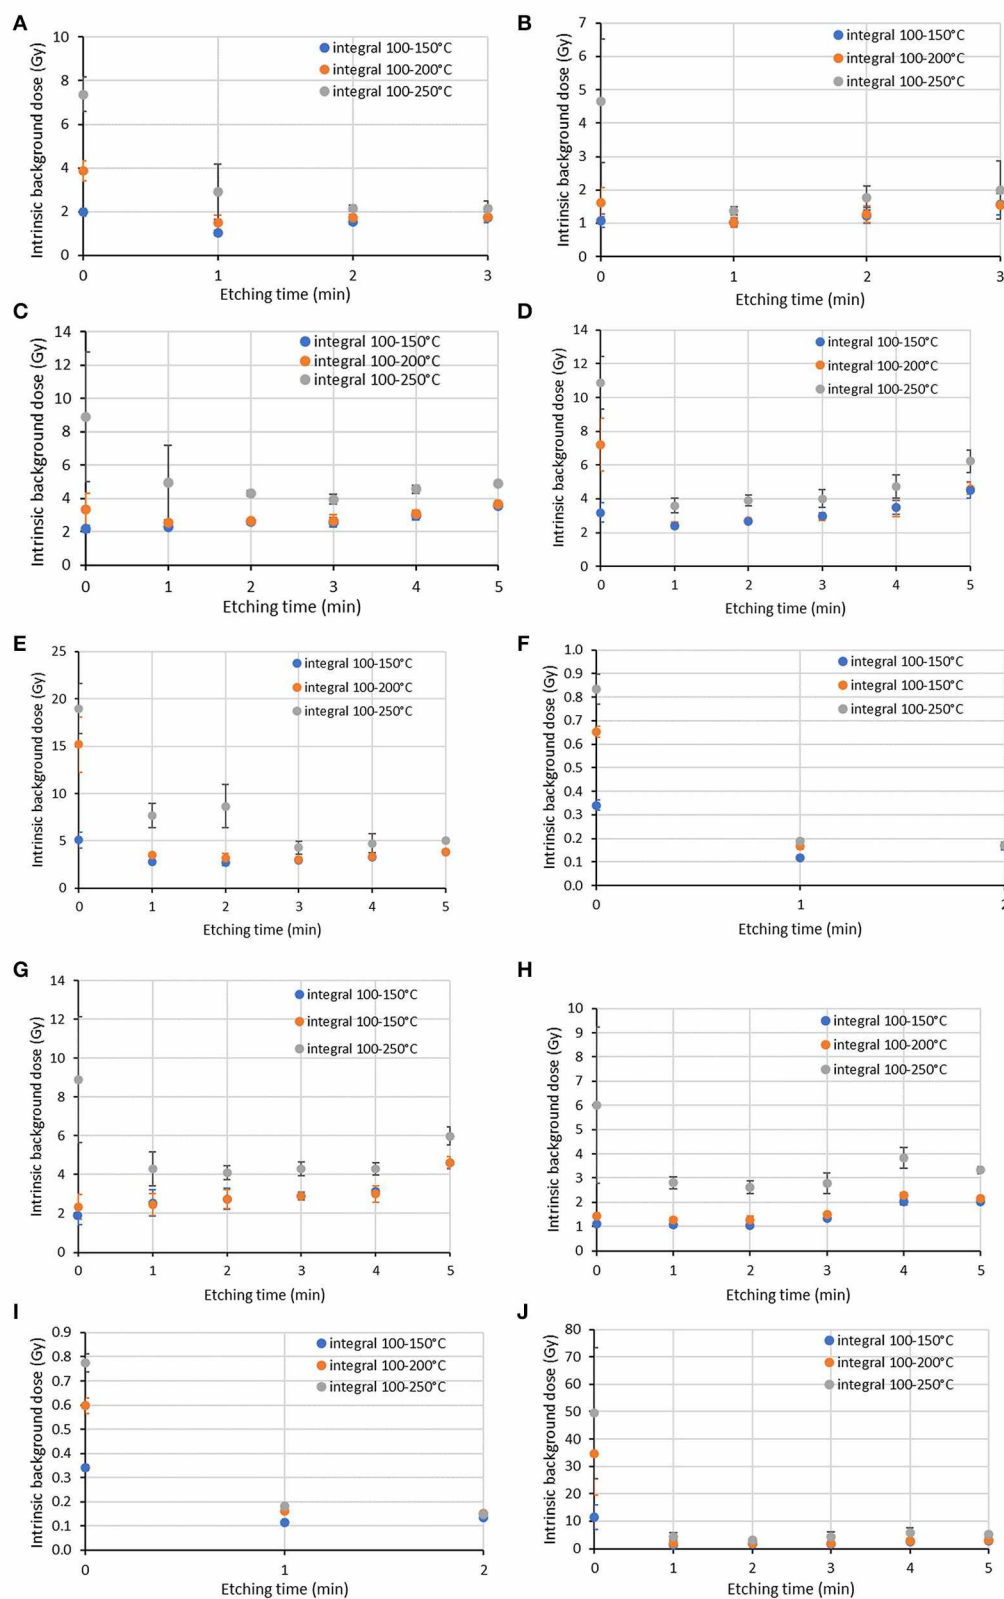 A
Intrinsic background dose (Gy)
10
8
6
4
2
0
integral 100-150°C
integral 100-200°C
integral 100-250°C
0 1 2 3
Etching time (min)
B
Intrinsic background dose (Gy)
7
6
5
4
3
2
1
0
integral 100-150°C
integral 100-200°C
integral 100-250°C
0 1 2 3
Etching time (min)
C
Intrinsic background dose (Gy)
14
12
10
8
6
4
2
0
integral 100-150°C
integral 100-200°C
integral 100-250°C
0 1 2 3 4 5
Etching time (min)
D
Intrinsic background dose (Gy)
14
12
10
8
6
4
2
0
integral 100-150°C
integral 100-200°C
integral 100-250°C
0 1 2 3 4 5
Etching time (min)
E
Intrinsic background dose (Gy)
25
20
15
10
5
0
integral 100-150°C
integral 100-200°C
integral 100-250°C
0 1 2 3 4 5
Etching time (min)
F
Intrinsic background dose (Gy)
1.0
0.9
0.8
0.7
0.6
0.5
0.4
0.3
0.2
0.1
0.0
integral 100-150°C
integral 100-150°C
integral 100-250°C
0 1 2
Etching time (min)
G
Intrinsic background dose (Gy)
14
12
10
8
6
4
2
0
integral 100-150°C
integral 100-150°C
integral 100-250°C
0 1 2 3 4 5
Etching time (min)
H
Intrinsic background dose (Gy)
10
9
8
7
6
5
4
3
2
1
0
integral 100-150°C
integral 100-200°C
integral 100-250°C
0 1 2 3 4 5
Etching time (min)
I
Intrinsic background dose (Gy)
0.9
0.8
0.7
0.6
0.5
0.4
0.3
0.2
0.1
0.0
integral 100-150°C
integral 100-200°C
integral 100-250°C
0 1 2
Etching time (min)
J
Intrinsic background dose (Gy)
80
70
60
50
40
30
20
10
0
integral 100-150°C
integral 100-200°C
integral 100-250°C
0 1 2 3 4 5
Etching time (min)